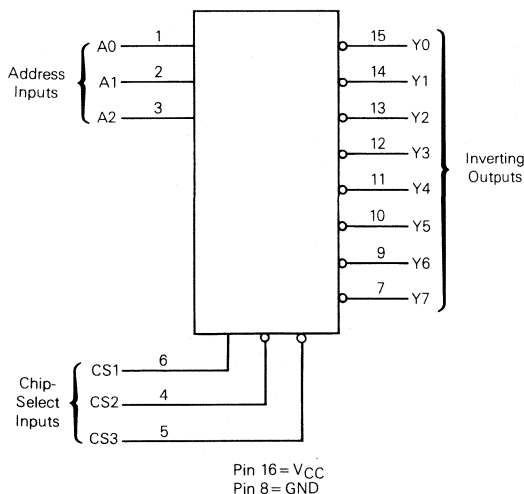 Address
Inputs
A0 1
A1 2
A2 3
15 Y0
14 Y1
13 Y2
12 Y3
11 Y4
10 Y5
9 Y6
7 Y7
Inverting
Outputs
Chip-
Select
Inputs
CS1 6
CS2 4
CS3 5
Pin 16=VCC
Pin 8=GND